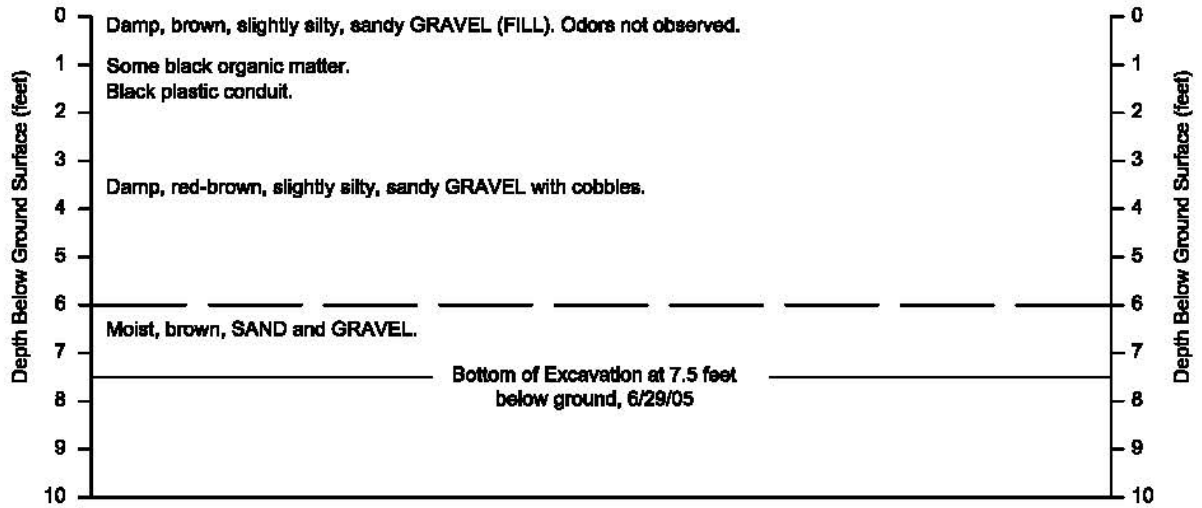 Depth Below Ground Surface (feet)
0
Damp, brown, slightly silty, sandy GRAVEL (FILL). Odors not observed.
0
1
Some black organic matter.
1
Black plastic conduit.
2
2
3
3
Damp, red-brown, slightly silty, sandy GRAVEL with cobbles.
4
4
5
5
6
6
Moist, brown, SAND and GRAVEL.
7
7
Bottom of Excavation at 7.5 feet
below ground, 6/29/05
8
8
9
9
10
10
Depth Below Ground Surface (feet)